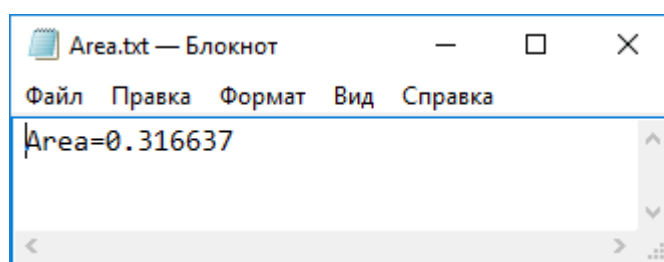 Area.txt — Блокнот
Файл Правка Формат Вид Справка
Area=0.316637